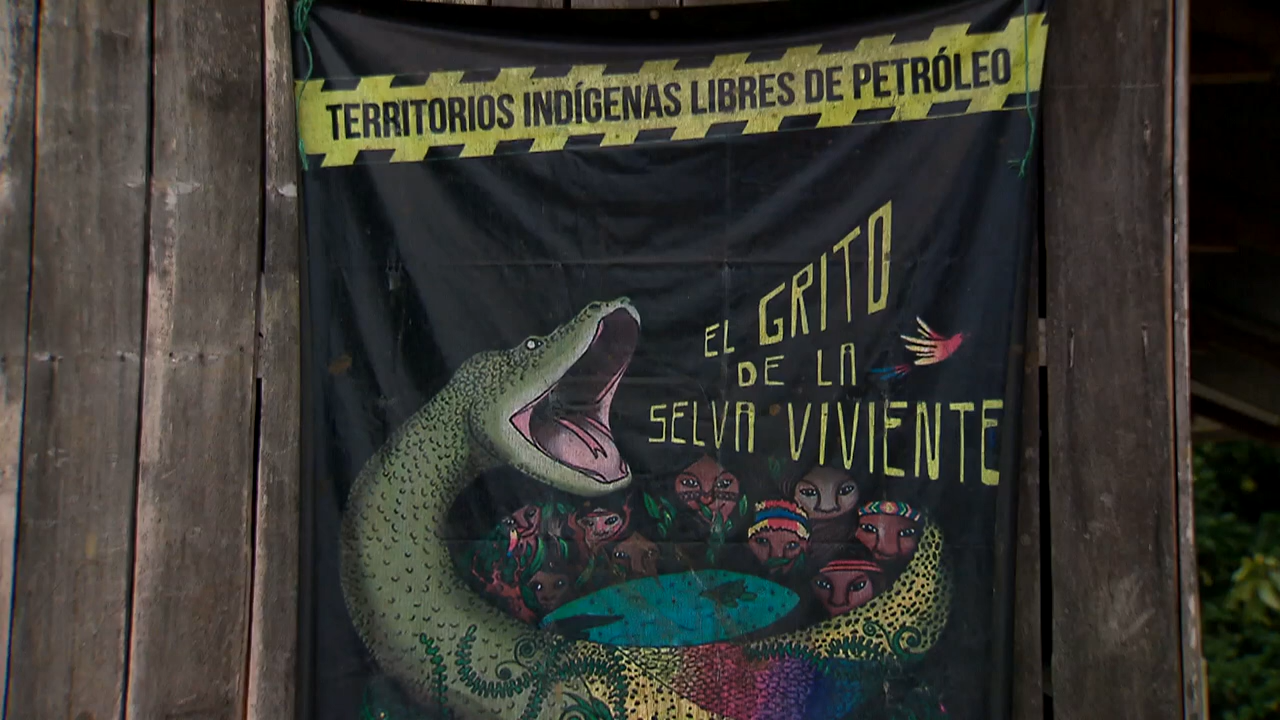 TERRITORIOS INDÍGENAS LIBRES DE PETRÓLEO
EL GRITO
DE LA
SELVA VIVIENTE